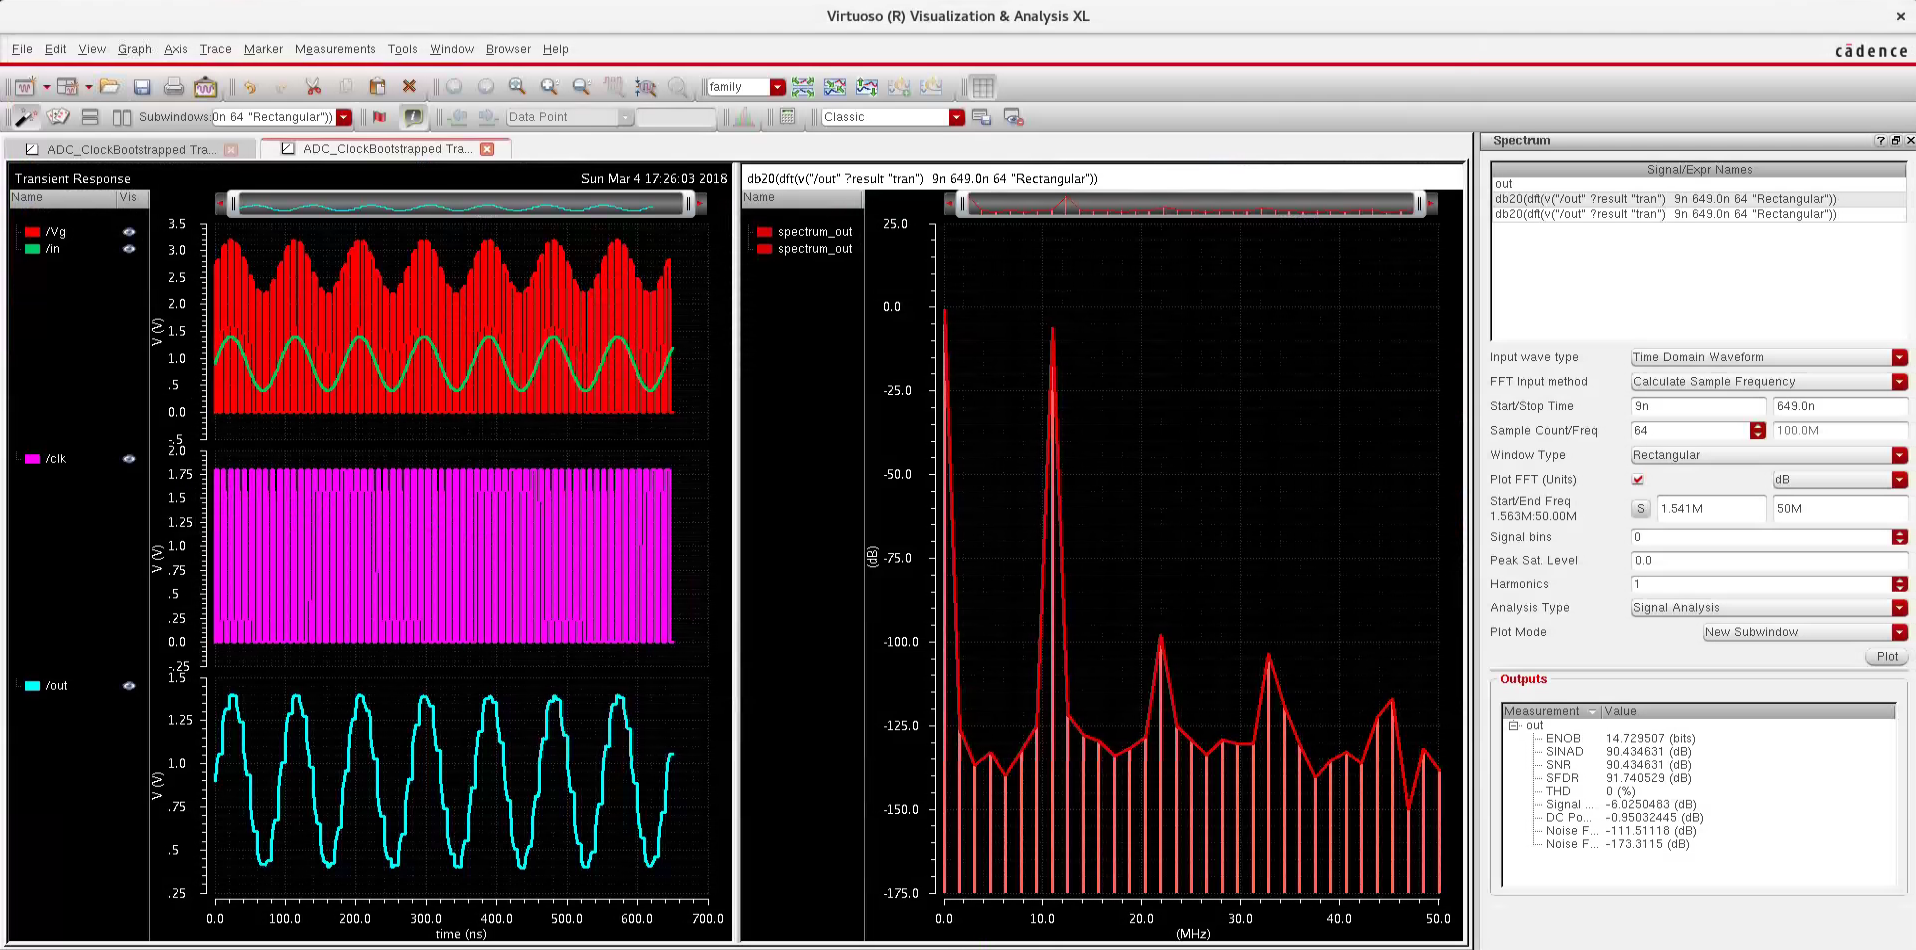 Virtuoso (R) Visualization & Analysis XL
File Edit View Graph Axis Trace Marker Measurements Tools Window Browser Help
cādence
family
Subwindows: 0n 64 "Rectangular")) Data Point Classic
ADC_ClockBootstrapped Tra... ADC_ClockBootstrapped Tra...
Transient Response Sun Mar 4 17:26:03 2018
Name Vis
/Vg
/in
/clk
/out
3.5
3.0
2.5
2.0
1.5
1.0
.5
0.0
-.5
V (V)
2.0
1.75
1.5
1.25
1.0
.75
.5
.25
0.0
-.25
V (V)
1.5
1.25
1.0
.75
.5
.25
V (V)
0.0 100.0 200.0 300.0 400.0 500.0 600.0 700.0
time (ns)
db20(dft(v("/out" ?result "tran") 9n 649.0n 64 "Rectangular"))
Name
spectrum_out
spectrum_out
25.0
0.0
-25.0
-50.0
-75.0
-100.0
-125.0
-150.0
-175.0
(dB)
0.0 10.0 20.0 30.0 40.0 50.0
(MHz)
Spectrum
Signal/Expr Names
out
db20(dft(v("/out" ?result "tran") 9n 649.0n 64 "Rectangular"))
db20(dft(v("/out" ?result "tran") 9n 649.0n 64 "Rectangular"))
Input wave type Time Domain Waveform
FFT Input method Calculate Sample Frequency
Start/Stop Time 9n 649.0n
Sample Count/Freq 64 100.0M
Window Type Rectangular
Plot FFT (Units) dB
Start/End Freq
1.563M:50.00M S 1.541M 50M
Signal bins 0
Peak Sat. Level 0.0
Harmonics 1
Analysis Type Signal Analysis
Plot Mode New Subwindow
Plot
Outputs
Measurement Value
out
ENOB 14.729507 (bits)
SINAD 90.434631 (dB)
SNR 90.434631 (dB)
SFDR 91.740529 (dB)
THD 0 (%)
Signal ... -6.0250483 (dB)
DC Po... -0.95032445 (dB)
Noise F... -111.51118 (dB)
Noise F... -173.3115 (dB)